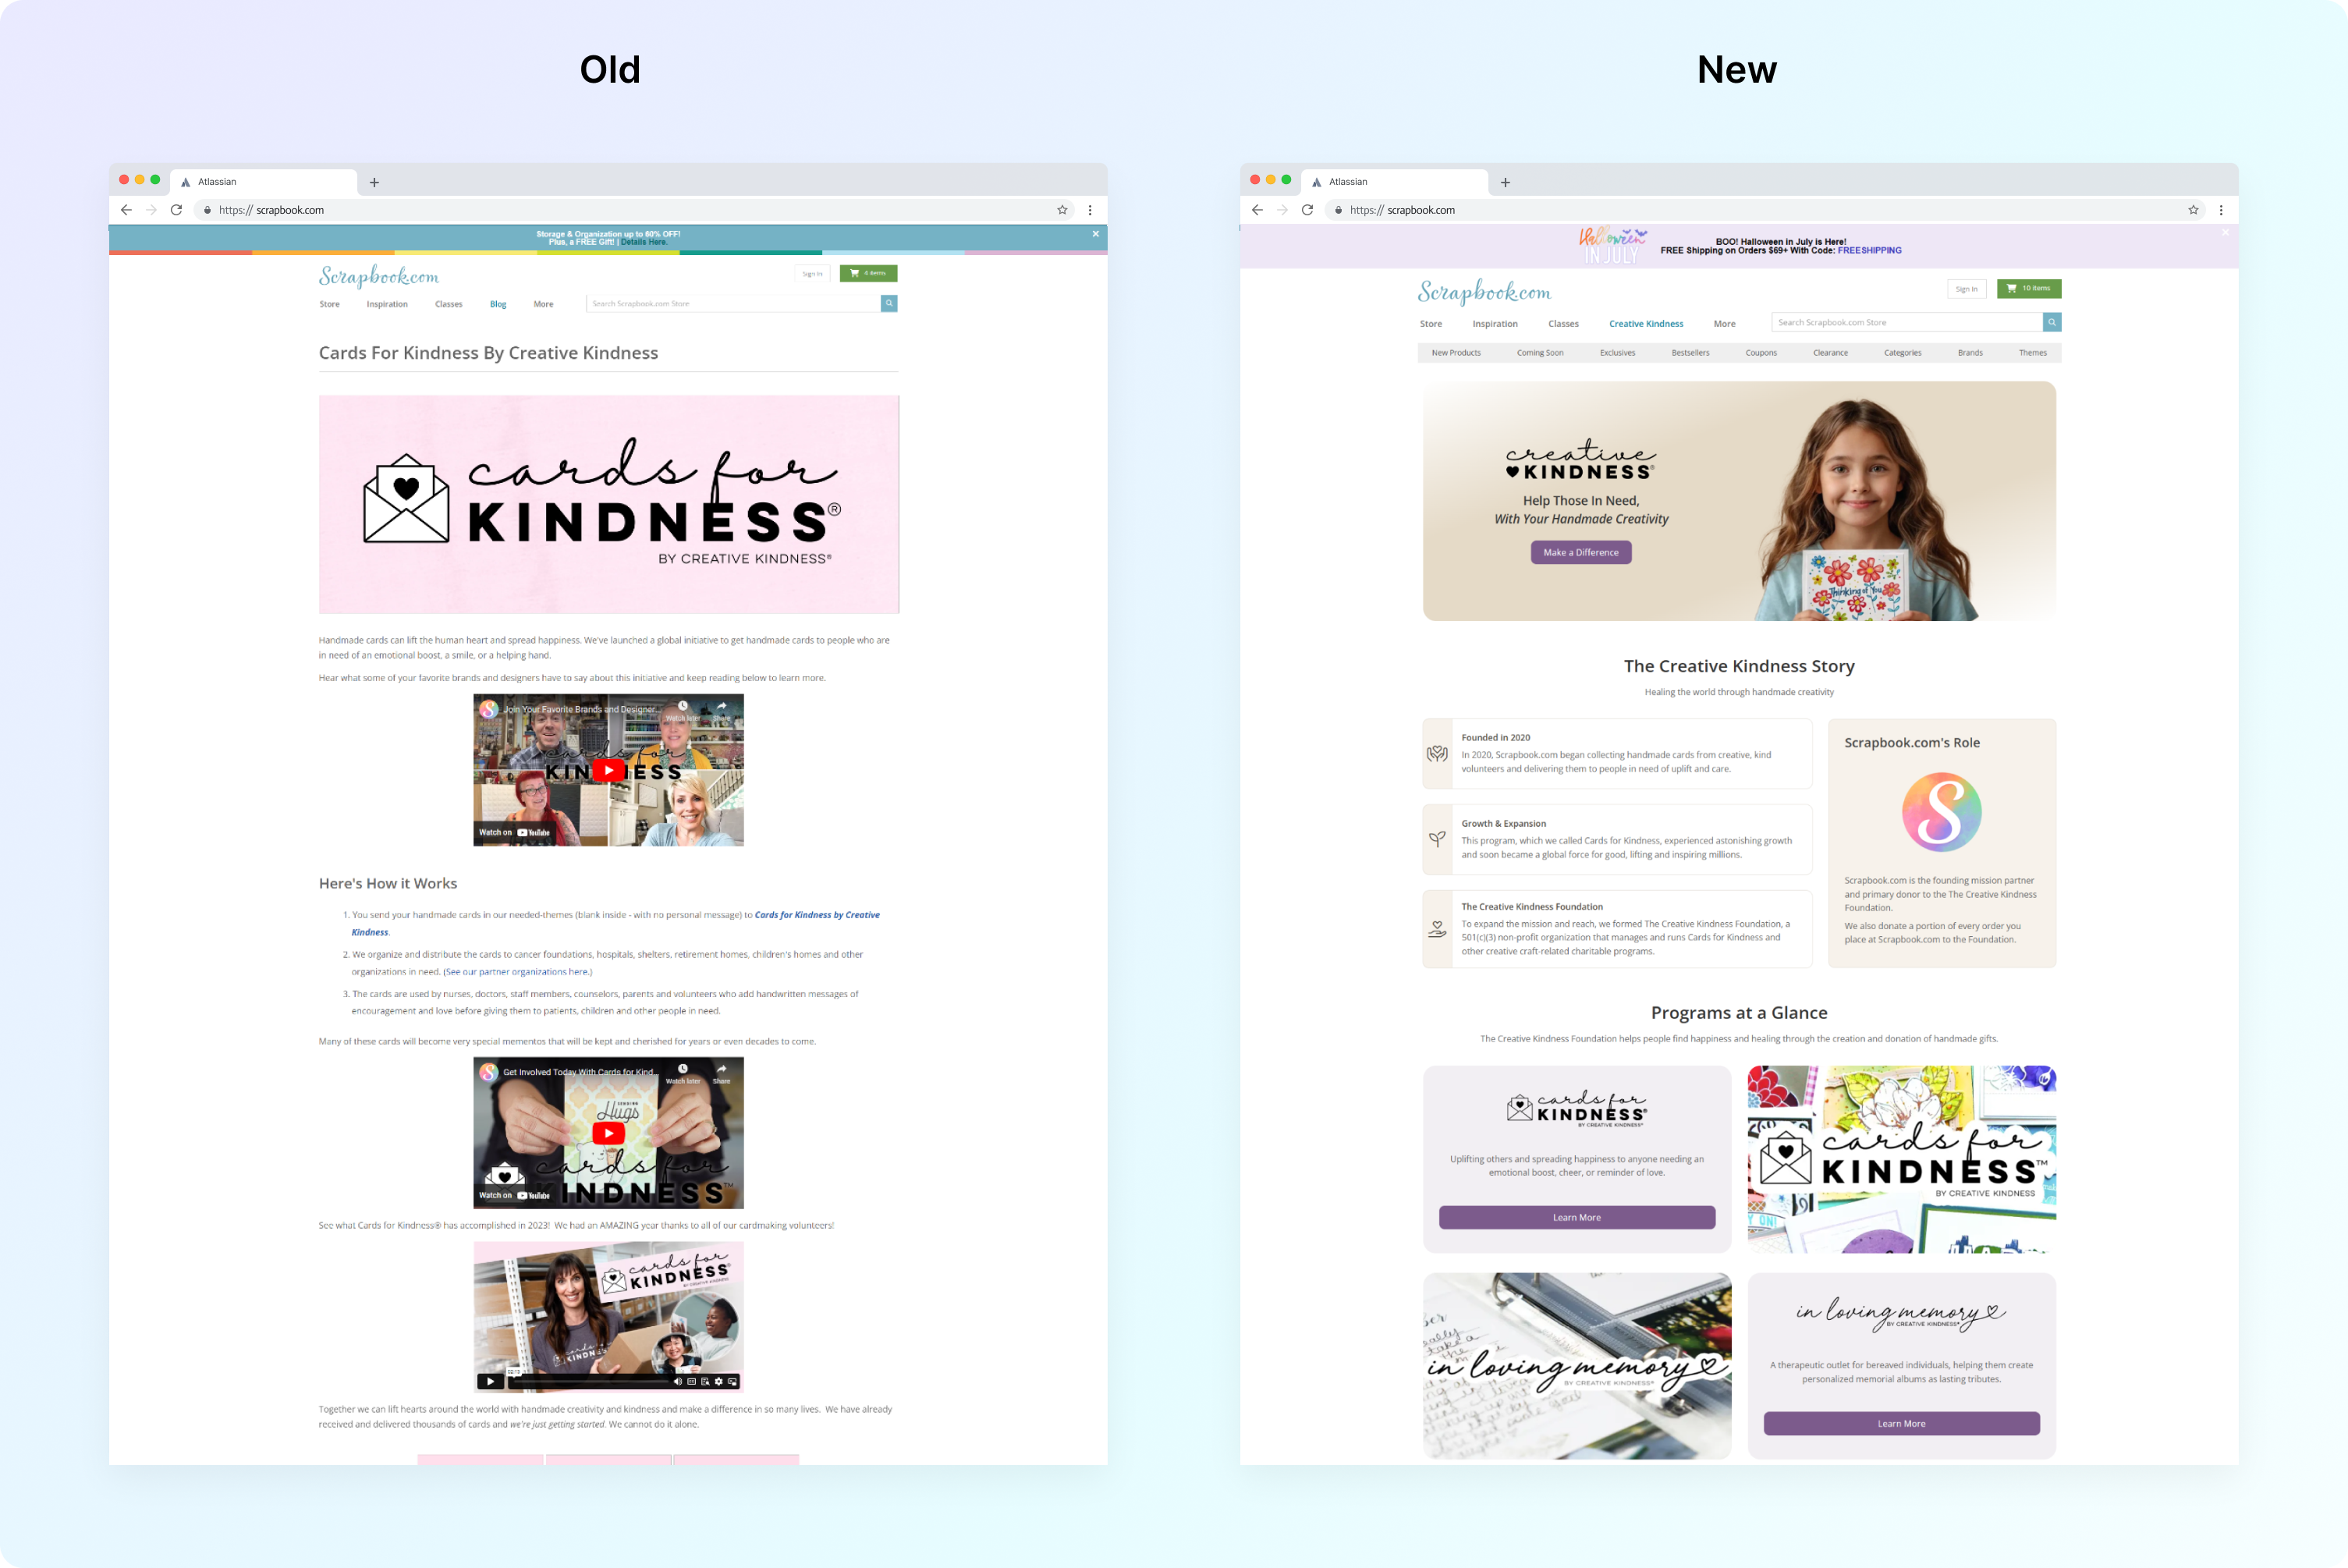 Old
New
Atlassian
https:// scrapbook.com
Storage & Organization up to 60% OFF!
Plus, a FREE Gift! | Details Here.
Scrapbook.com
Sign In
4 items
Store Inspiration Classes Blog More
Search Scrapbook.com Store
Cards For Kindness By Creative Kindness
cards for
KINDNESS®
BY CREATIVE KINDNESS®
Handmade cards can lift the human heart and spread happiness. We've launched a global initiative to get handmade cards to people who are
in need of an emotional boost, a smile, or a helping hand.
Hear what some of your favorite brands and designers have to say about this initiative and keep reading below to learn more.
Join Your Favorite Brands and Designer...
Watch later
Share
cards for
KINDNESS
Watch on YouTube
Here's How it Works
1. You send your handmade cards in our needed-themes (blank inside - with no personal message) to Cards for Kindness by Creative
Kindness.
2. We organize and distribute the cards to cancer foundations, hospitals, shelters, retirement homes, children's homes and other
organizations in need. (See our partner organizations here.)
3. The cards are used by nurses, doctors, staff members, counselors, parents and volunteers who add handwritten messages of
encouragement and love before giving them to patients, children and other people in need.
Many of these cards will become very special mementos that will be kept and cherished for years or even decades to come.
Get Involved Today With Cards for Kind...
Watch later
Share
SENDING
Hugs
cards for
KINDNESS™
Watch on YouTube
See what Cards for Kindness® has accomplished in 2023! We had an AMAZING year thanks to all of our cardmaking volunteers!
cards for
KINDNESS®
BY CREATIVE KINDNESS
Together we can lift hearts around the world with handmade creativity and kindness and make a difference in so many lives. We have already
received and delivered thousands of cards and we're just getting started. We cannot do it alone.
Atlassian
https:// scrapbook.com
Halloween
IN JULY
BOO! Halloween in July is Here!
FREE Shipping on Orders $69+ With Code: FREESHIPPING
Scrapbook.com
Sign In
10 items
Store Inspiration Classes Creative Kindness More
Search Scrapbook.com Store
New Products Coming Soon Exclusives Bestsellers Coupons Clearance Categories Brands Themes
creative
KINDNESS®
Help Those In Need,
With Your Handmade Creativity
Make a Difference
Thinking of You
The Creative Kindness Story
Healing the world through handmade creativity
Founded in 2020
In 2020, Scrapbook.com began collecting handmade cards from creative, kind
volunteers and delivering them to people in need of uplift and care.
Growth & Expansion
This program, which we called Cards for Kindness, experienced astonishing growth
and soon became a global force for good, lifting and inspiring millions.
The Creative Kindness Foundation
To expand the mission and reach, we formed The Creative Kindness Foundation, a
501(c)(3) non-profit organization that manages and runs Cards for Kindness and
other creative craft-related charitable programs.
Scrapbook.com's Role
S
Scrapbook.com is the founding mission partner
and primary donor to the The Creative Kindness
Foundation.
We also donate a portion of every order you
place at Scrapbook.com to the Foundation.
Programs at a Glance
The Creative Kindness Foundation helps people find happiness and healing through the creation and donation of handmade gifts.
cards for
KINDNESS®
BY CREATIVE KINDNESS®
Uplifting others and spreading happiness to anyone needing an
emotional boost, cheer, or reminder of love.
Learn More
cards for
KINDNESS™
BY CREATIVE KINDNESS
in loving memory
BY CREATIVE KINDNESS®
in loving memory
BY CREATIVE KINDNESS®
A therapeutic outlet for bereaved individuals, helping them create
personalized memorial albums as lasting tributes.
Learn More